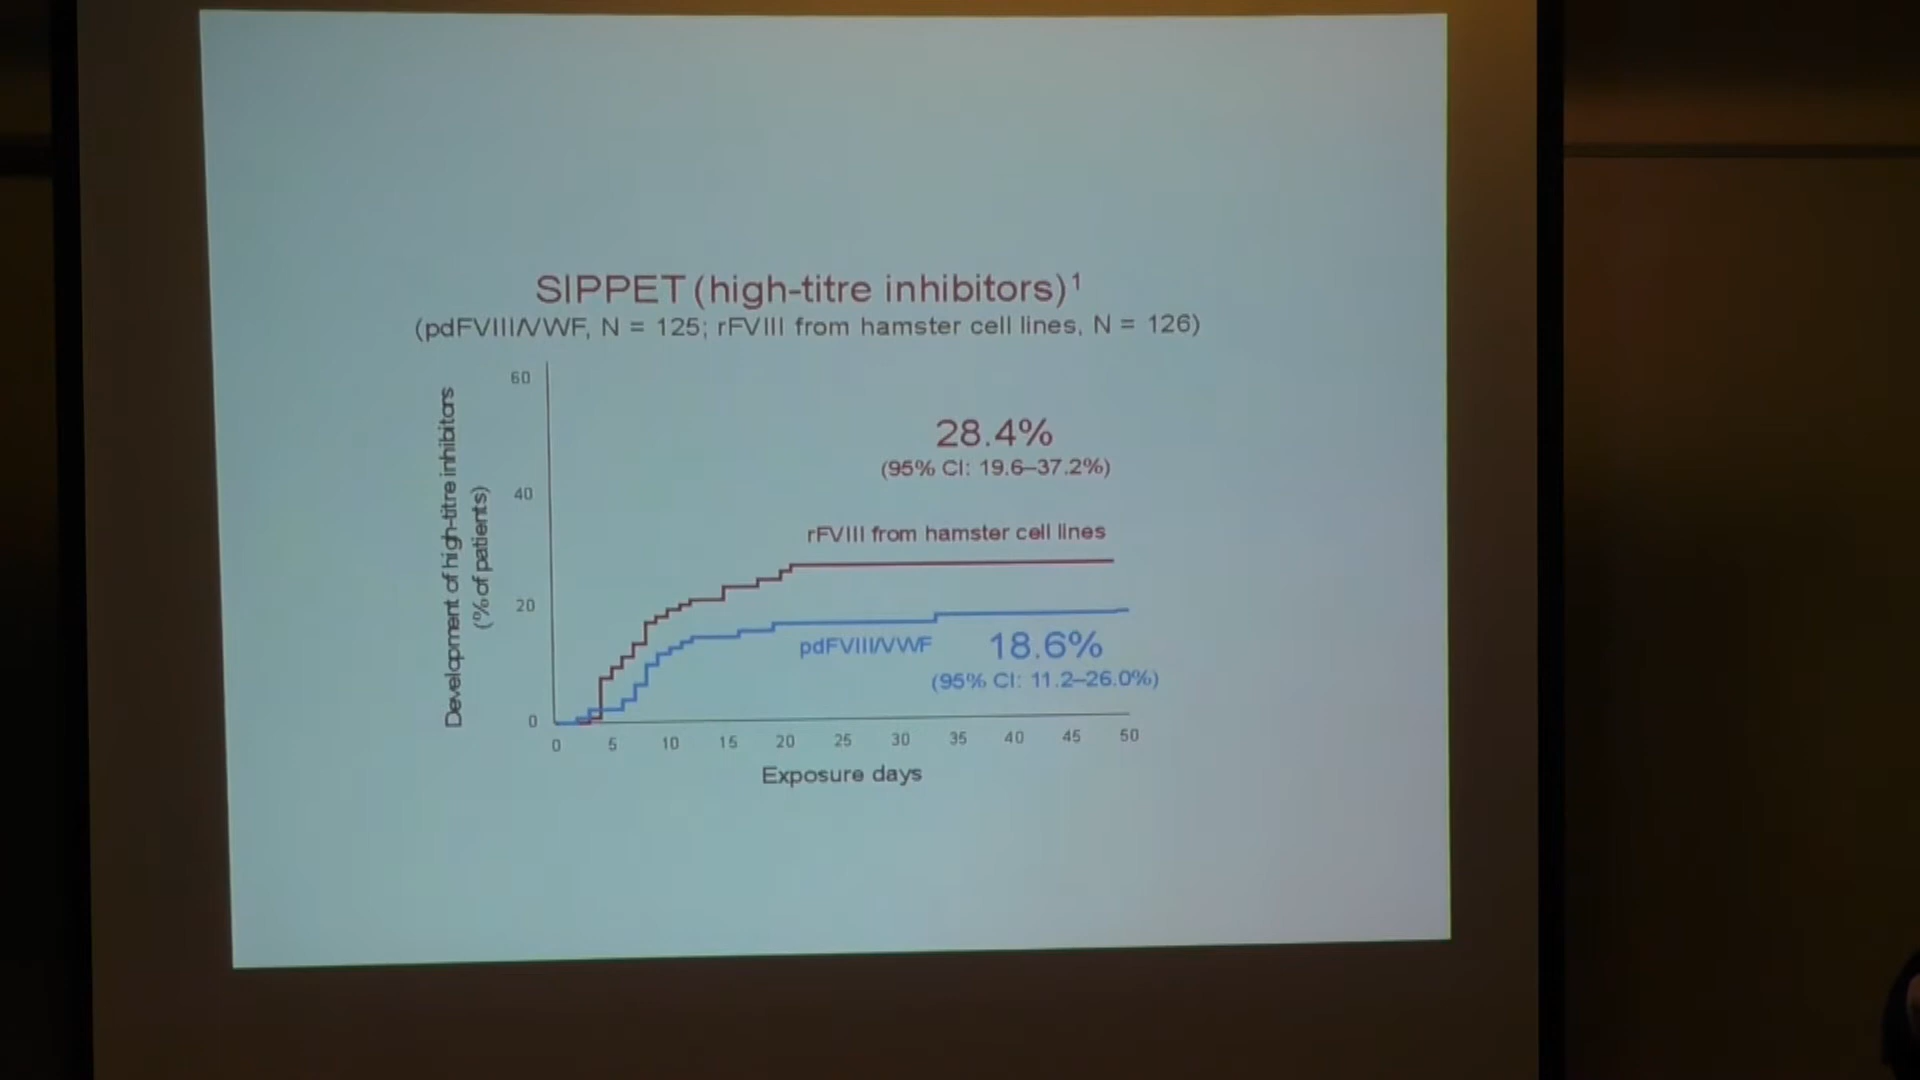 SIPPET (high-titre inhibitors)¹
(pdFVIII/VWF, N = 125; rFVIII from hamster cell lines, N = 126)
Development of high-titre inhibitors
(% of patients)
60
40
20
0
28.4%
(95% CI: 19.6–37.2%)
rFVIII from hamster cell lines
pdFVIII/VWF
18.6%
(95% CI: 11.2–26.0%)
0 5 10 15 20 25 30 35 40 45 50
Exposure days